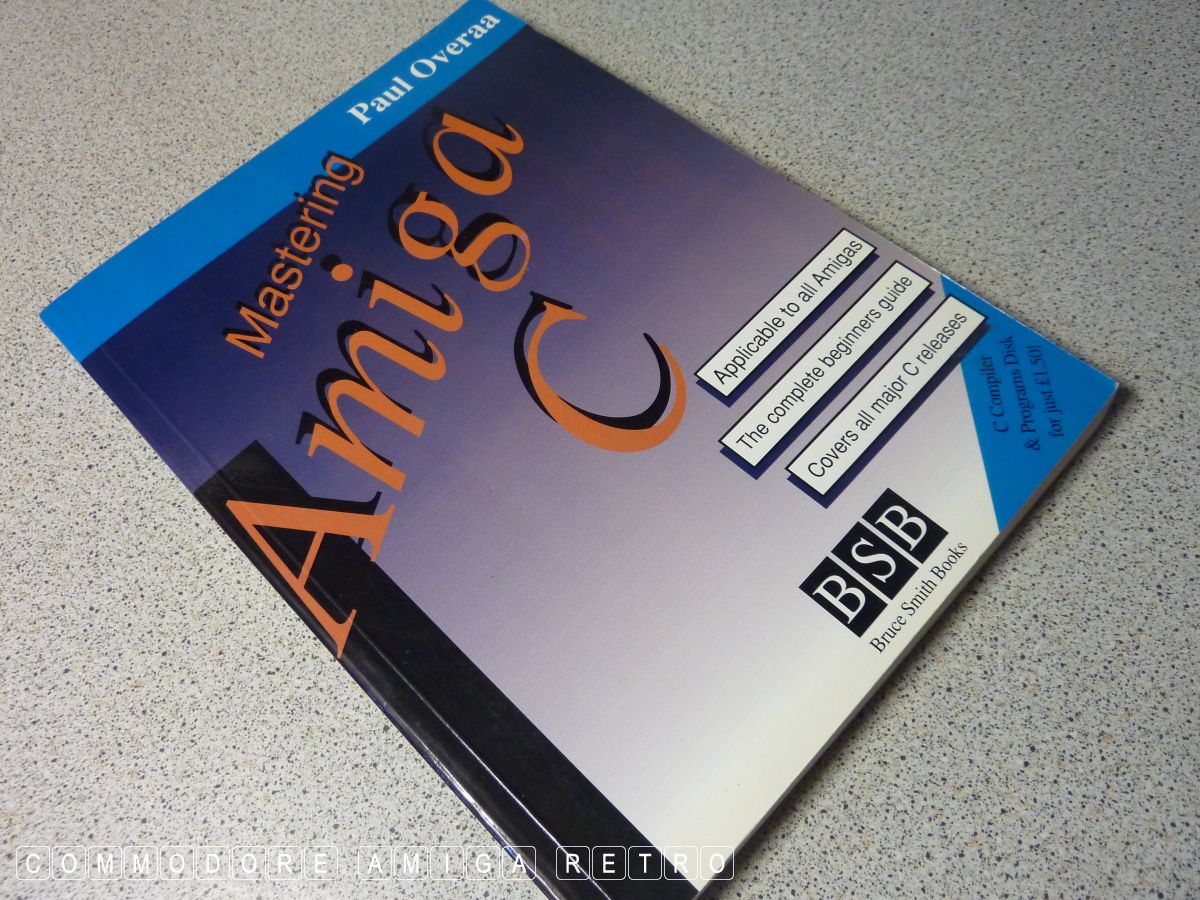 Paul Overaa
Mastering
Amiga
C
Applicable to all Amigas
The complete beginners guide
Covers all major C releases
C Compiler
& Programs Disk
for just £1.50!
BSB
Bruce Smith Books
COMMODORE AMIGA RETRO